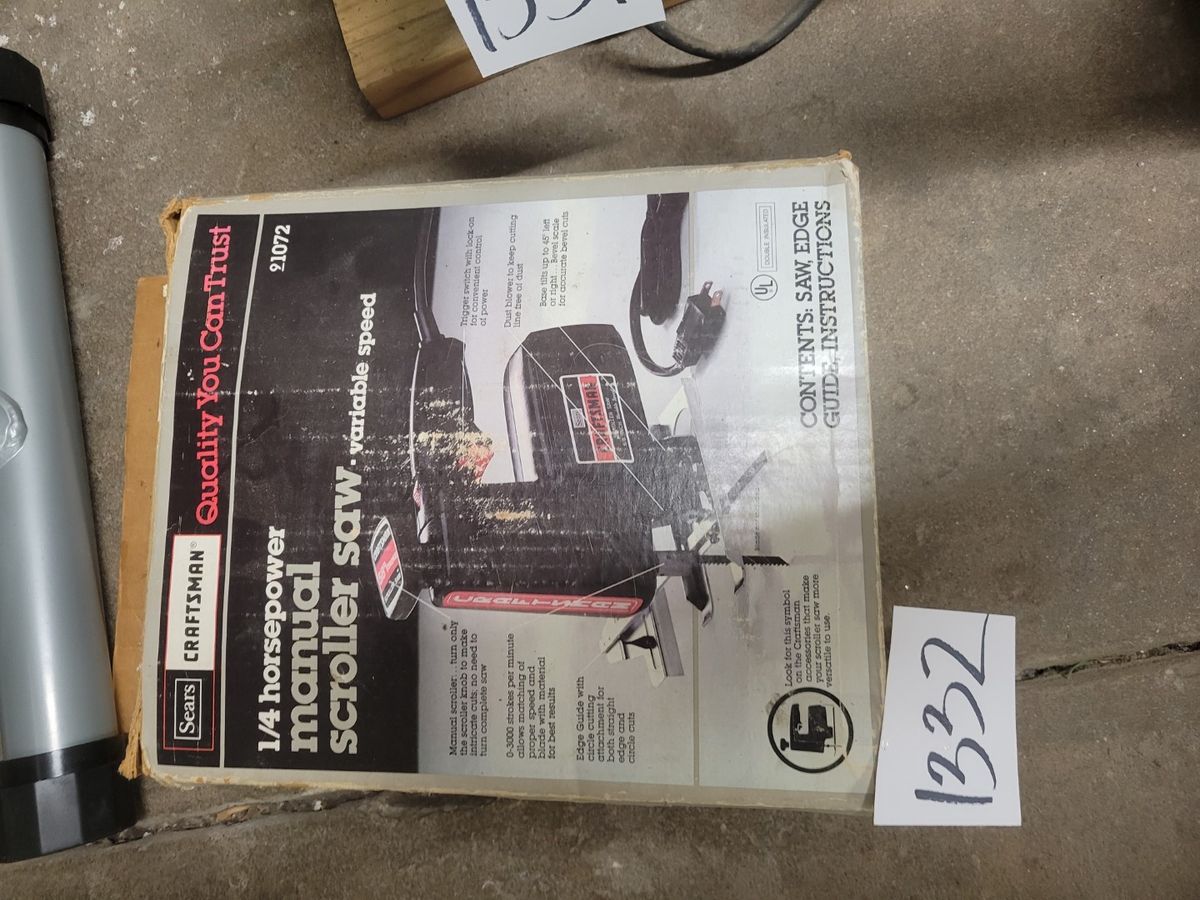 Sears
CRAFTSMAN®
Quality You Can Trust
1/4 horsepower
91072
manual
scroller saw • variable speed
Trigger switch with lock-on
for convenient control
of power
Dust blower to keep cutting
line free of dust
Base tilts up to 45° left
or right... Bevel scale
for accurate bevel cuts
Manual scroller: turn only
the scroller knob to make
intricate cuts; no need to
turn complete saw
0-3000 strokes per minute
allows matching of
proper speed and
blade with material
for best results
Edge Guide with
circle cutting
attachment for
both straight
edge and
circle cuts
CRAFTSMAN
CRAFTSMAN
UL
DOUBLE INSULATED
CONTENTS: SAW, EDGE
GUIDE, INSTRUCTIONS
Look for this symbol
on the Craftsman
accessories that make
your scroller saw more
versatile to use.
1332